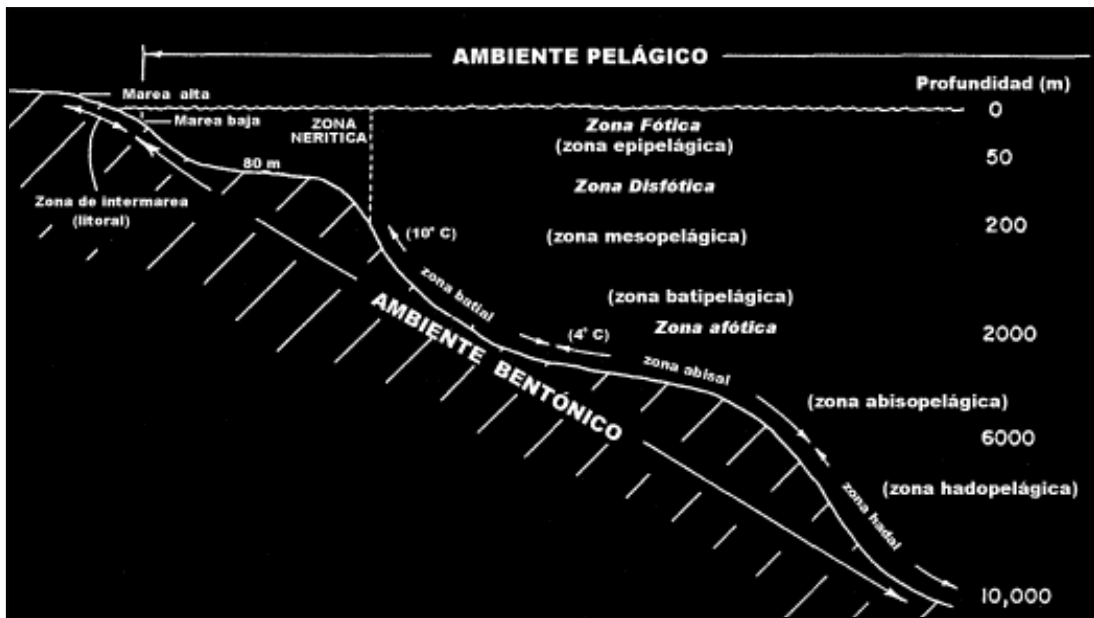 AMBIENTE PELÁGICO
Profundidad (m)
Marea alta
0
Marea baja
ZONA
NERITICA
Zona Fótica
(zona epipelágica)
50
80 m
Zona Disfótica
Zona de intermarea
(litoral)
200
(10° C)
(zona mesopelágica)
zona batial
(zona batipelágica)
Zona afótica
2000
(4° C)
AMBIENTE BENTÓNICO
zona abisal
(zona abisopelágica)
6000
(zona hadopelágica)
zona hadal
10,000